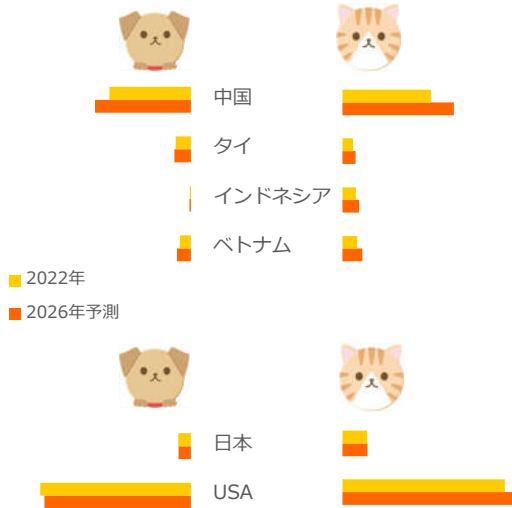 中国
タイ
インドネシア
ベトナム
2022年
2026年予測
日本
USA